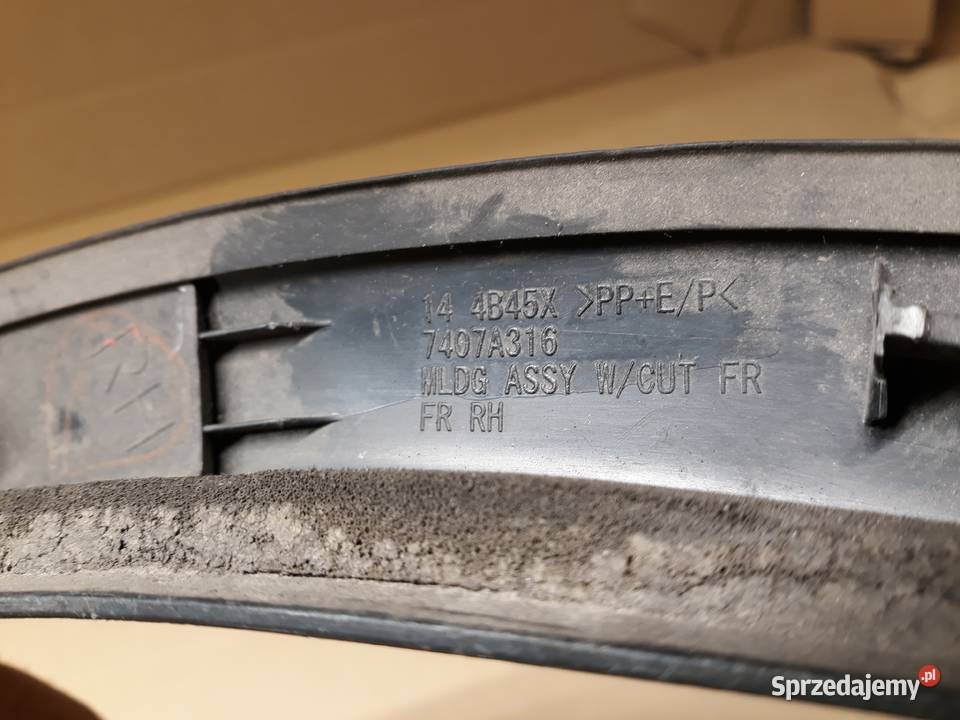 14 4B45X >PP+E/P<
7407A316
MLDG ASSY W/CUT FR
FR RH
Sprzedajemy.pl